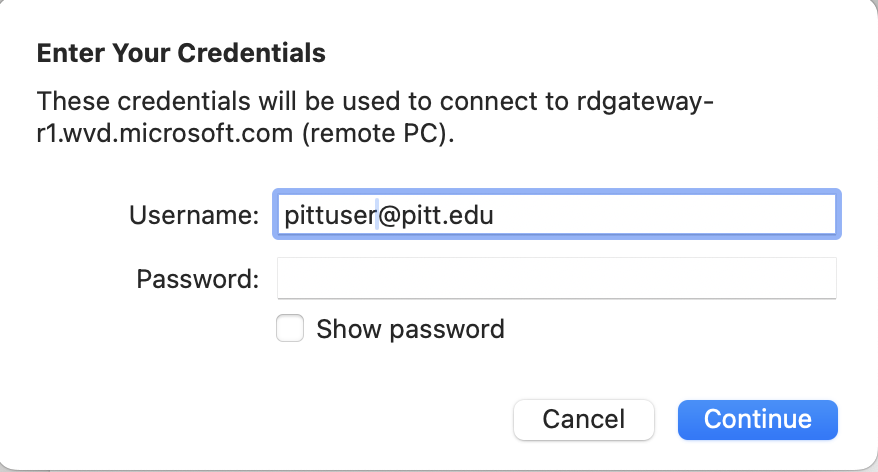 Enter Your Credentials
These credentials will be used to connect to rdgateway-
r1.wvd.microsoft.com (remote PC).
Username: pittuser@pitt.edu
Password:
Show password
Cancel Continue